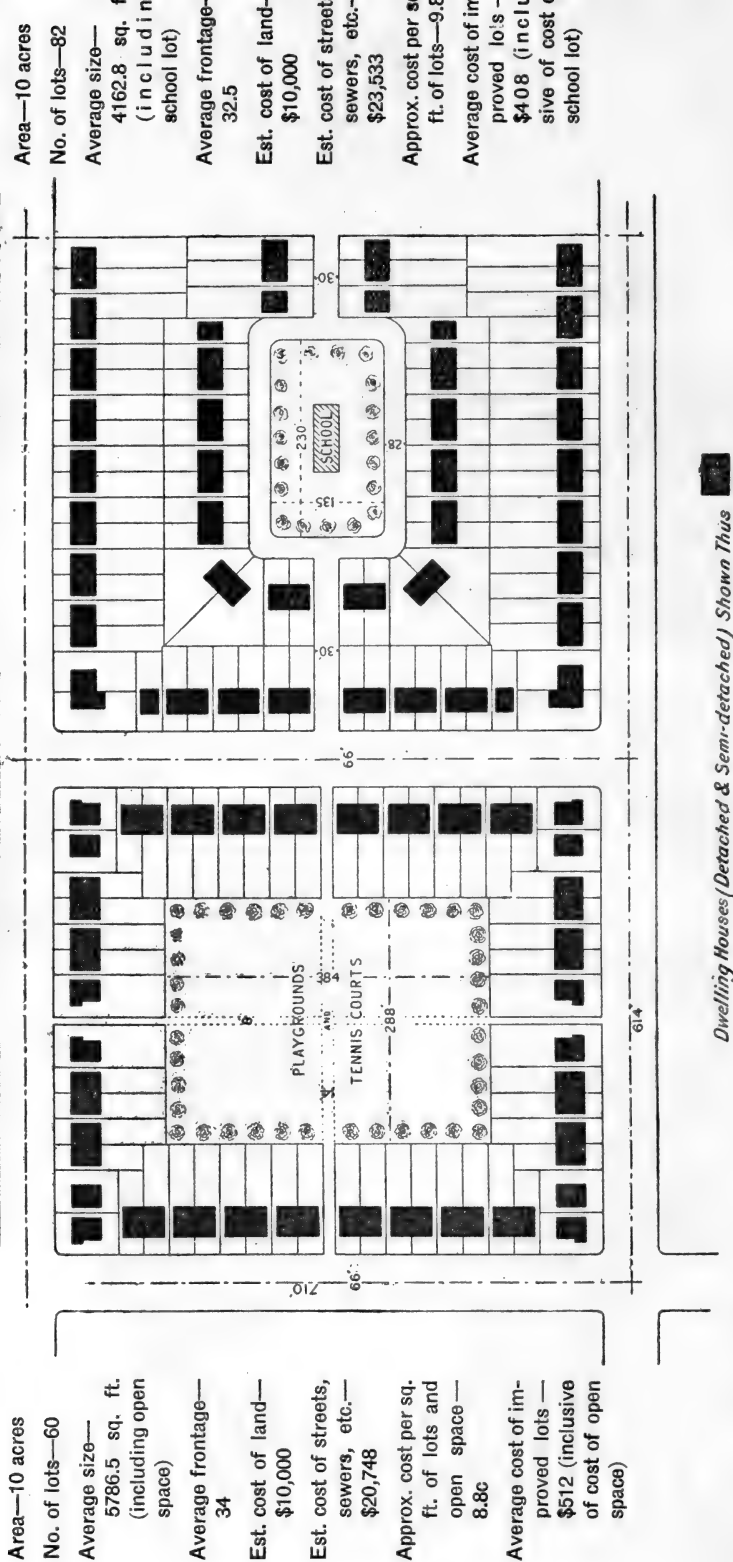 Area—10 acres
No. of lots—60
Average size—
5786.5 sq. ft.
(including open
space)
Average frontage—
34
Est. cost of land—
$10,000
Est. cost of streets,
sewers, etc.—
$20,748
Approx. cost per sq.
ft. of lots and
open space—
8.8c
Average cost of im-
proved lots—
$512 (inclusive
of cost of open
space)
710'
66'
PLAYGROUNDS
AND
TENNIS COURTS
384
288
614'
66'
30'
230
SCHOOL
135
28
30'
Dwelling Houses (Detached & Semi-detached) Shown Thus
Area—10 acres
No. of lots—82
Average size—
4162.8 sq. f
(includin
school lot)
Average frontage—
32.5
Est. cost of land—
$10,000
Est. cost of street
sewers, etc.—
$23,533
Approx. cost per sq
ft. of lots—9.8
Average cost of im
proved lots—
$408 (inclu
sive of cost o
school lot)